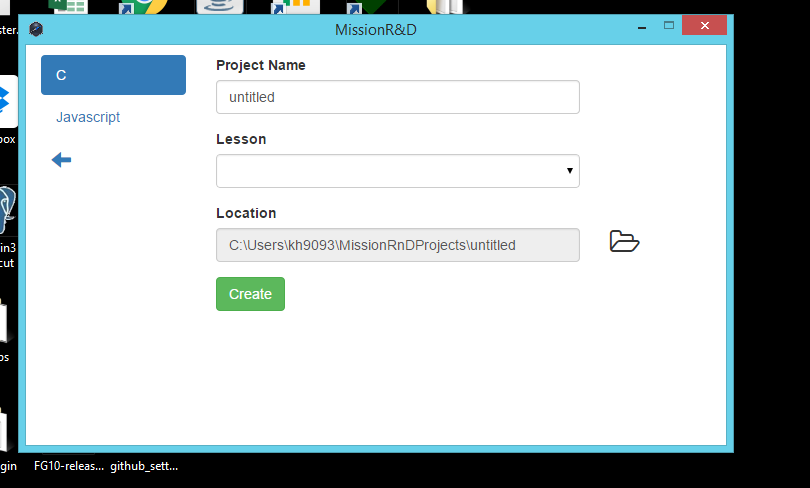 ster.
MissionR&D
C
Javascript
Project Name
untitled
Lesson
Location
C:\Users\kh9093\MissionRnDProjects\untitled
Create
box
in3
cut
os
gin
FG10-releas...
github_sett...